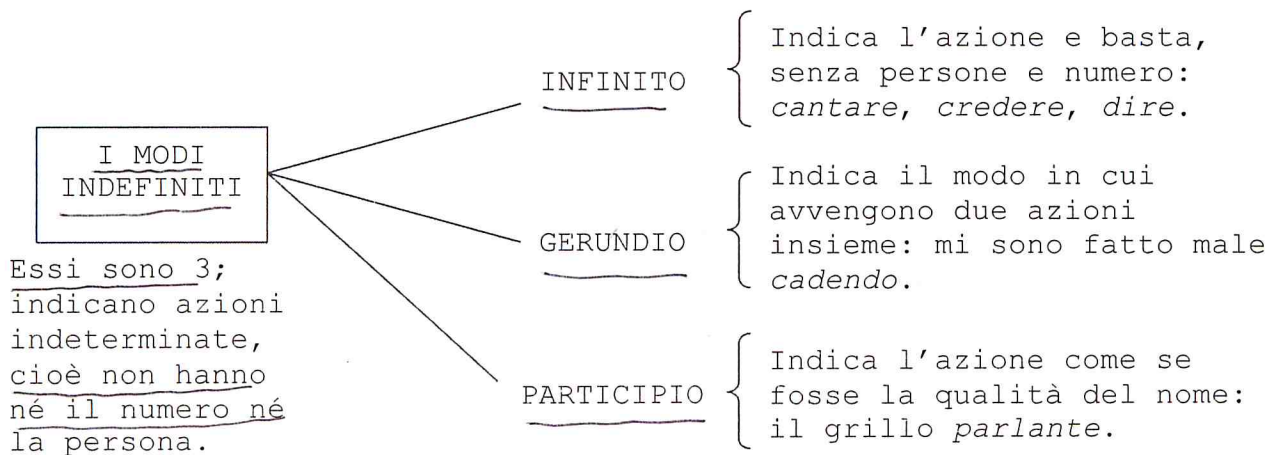 I MODI
INDEFINITI
Essi sono 3;
indicano azioni
indeterminate,
cioè non hanno
né il numero né
la persona.
INFINITO
Indica l'azione e basta,
senza persone e numero:
cantare, credere, dire.
GERUNDIO
Indica il modo in cui
avvengono due azioni
insieme: mi sono fatto male
cadendo.
PARTICIPIO
Indica l'azione come se
fosse la qualità del nome:
il grillo parlante.